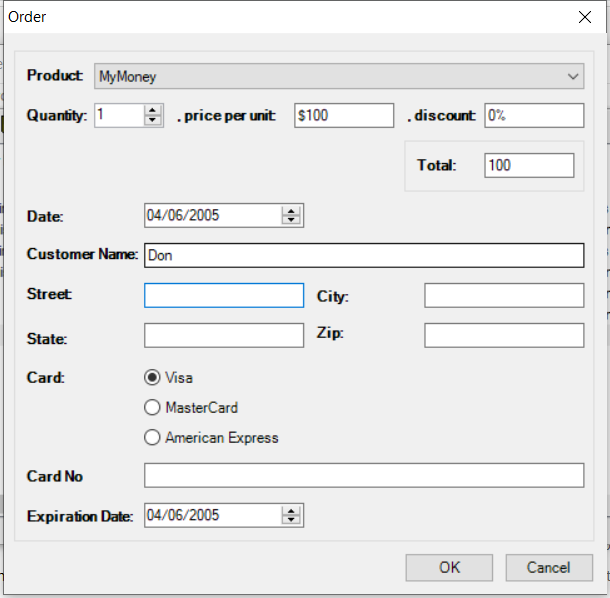 Order
Product: MyMoney
Quantity: 1 , price per unit: $100 , discount: 0%
Total: 100
Date: 04/06/2005
Customer Name: Don
Street: City:
State: Zip:
Card: Visa
MasterCard
American Express
Card No
Expiration Date: 04/06/2005
OK Cancel